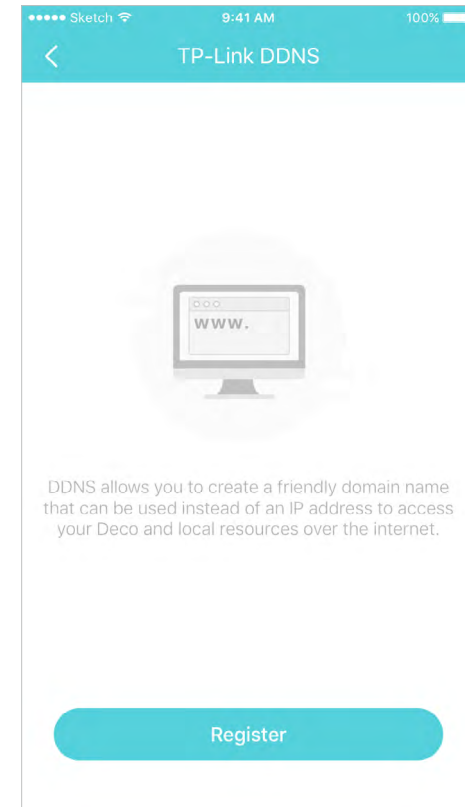 Sketch 9:41 AM 100%
TP-Link DDNS
www.
DDNS allows you to create a friendly domain name
that can be used instead of an IP address to access
your Deco and local resources over the internet.
Register